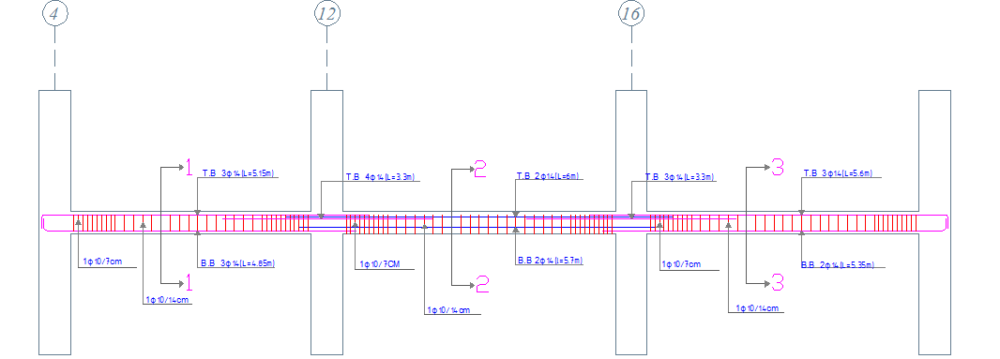 4
12
16
1
2
3
T.B 3Φ14(L=5.15m)
T.B 4Φ14(L=3.3m)
T.B 2Φ14(L=6m)
T.B 3Φ14(L=3.3m)
T.B 3Φ14(L=5.6m)
1Φ10/7cm
B.B 3Φ14(L=4.85m)
1Φ10/7CM
B.B 2Φ14(L=5.7m)
1Φ10/7cm
B.B 2Φ14(L=5.35m)
1
2
3
1Φ10/14cm
1Φ10/14cm
1Φ10/14cm